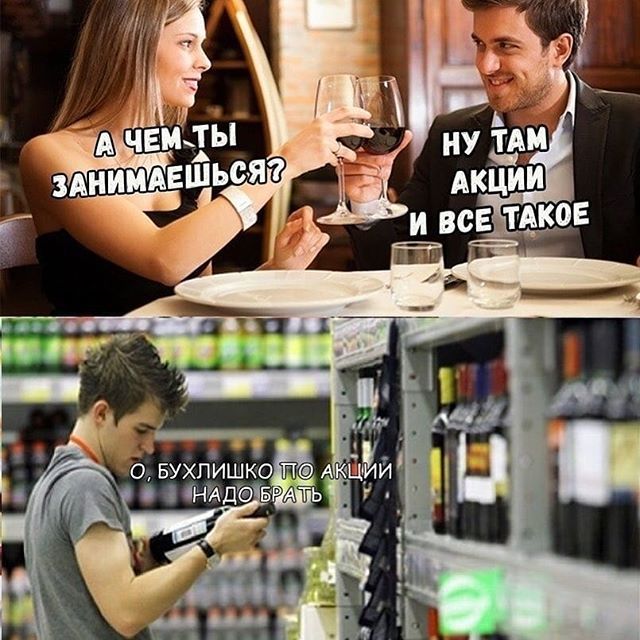 А ЧЕМ ТЫ
ЗАНИМАЕШЬСЯ?
НУ ТАМ
АКЦИИ
И ВСЕ ТАКОЕ
О, БУХЛИШКО ПО АКЦИИ
НАДО БРАТЬ